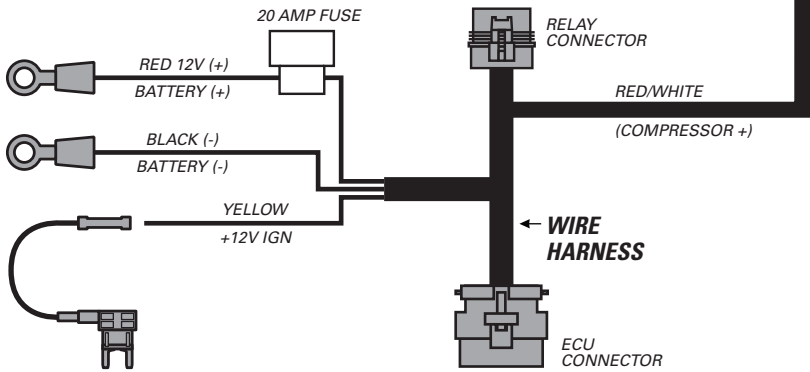 20 AMP FUSE
RELAY
CONNECTOR
RED 12V (+)
BATTERY (+)
RED/WHITE
(COMPRESSOR +)
BLACK (-)
BATTERY (-)
YELLOW
+12V IGN
WIRE
HARNESS
ECU
CONNECTOR